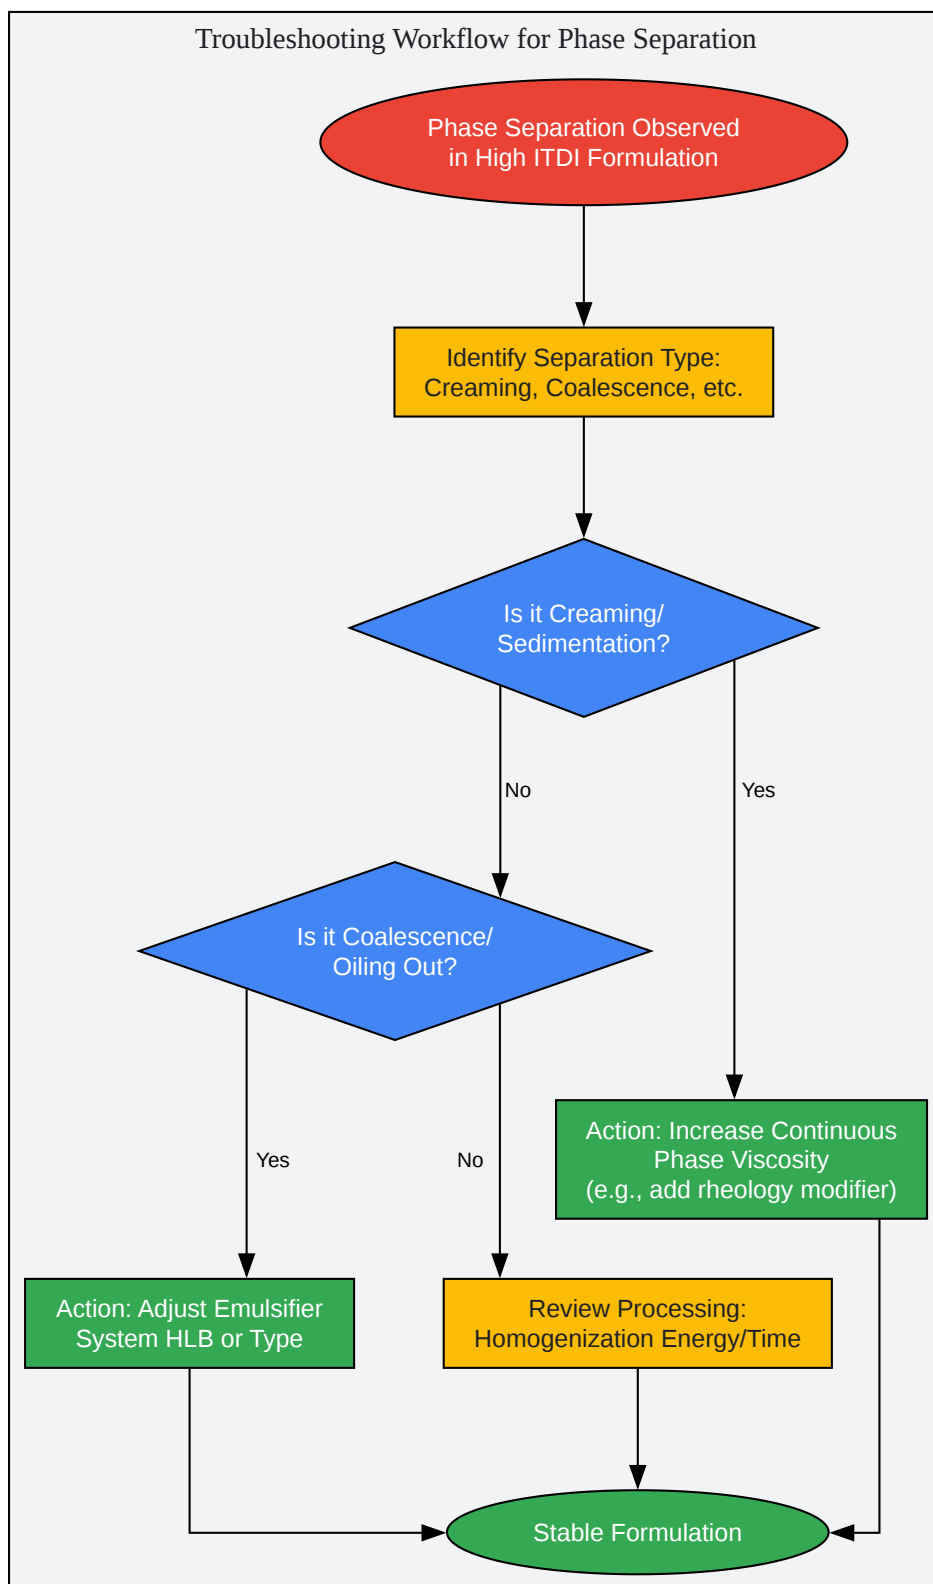 Troubleshooting Workflow for Phase Separation
Phase Separation Observed
in High ITDI Formulation
Identify Separation Type:
Creaming, Coalescence, etc.
Is it Creaming/
Sedimentation?
No
Yes
Is it Coalescence/
Oiling Out?
Yes
No
Action: Increase Continuous
Phase Viscosity
(e.g., add rheology modifier)
Action: Adjust Emulsifier
System HLB or Type
Review Processing:
Homogenization Energy/Time
Stable Formulation